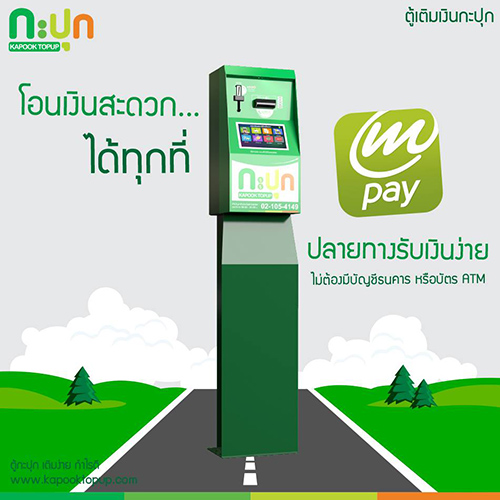 กะปุก
KAPOOK TOPUP
ตู้เติมเงินกะปุก
โอนเงินสะดวก...
ได้ทุกที่
กะปุก
KAPOOK TOPUP
02-105-4149
m
pay
ปลายทางรับเงินง่าย
ไม่ต้องมีบัญชีธนคาร หรือบัตร ATM
ตู้กะปุก เติมง่าย กำไรดี
www.kapooktopup.com